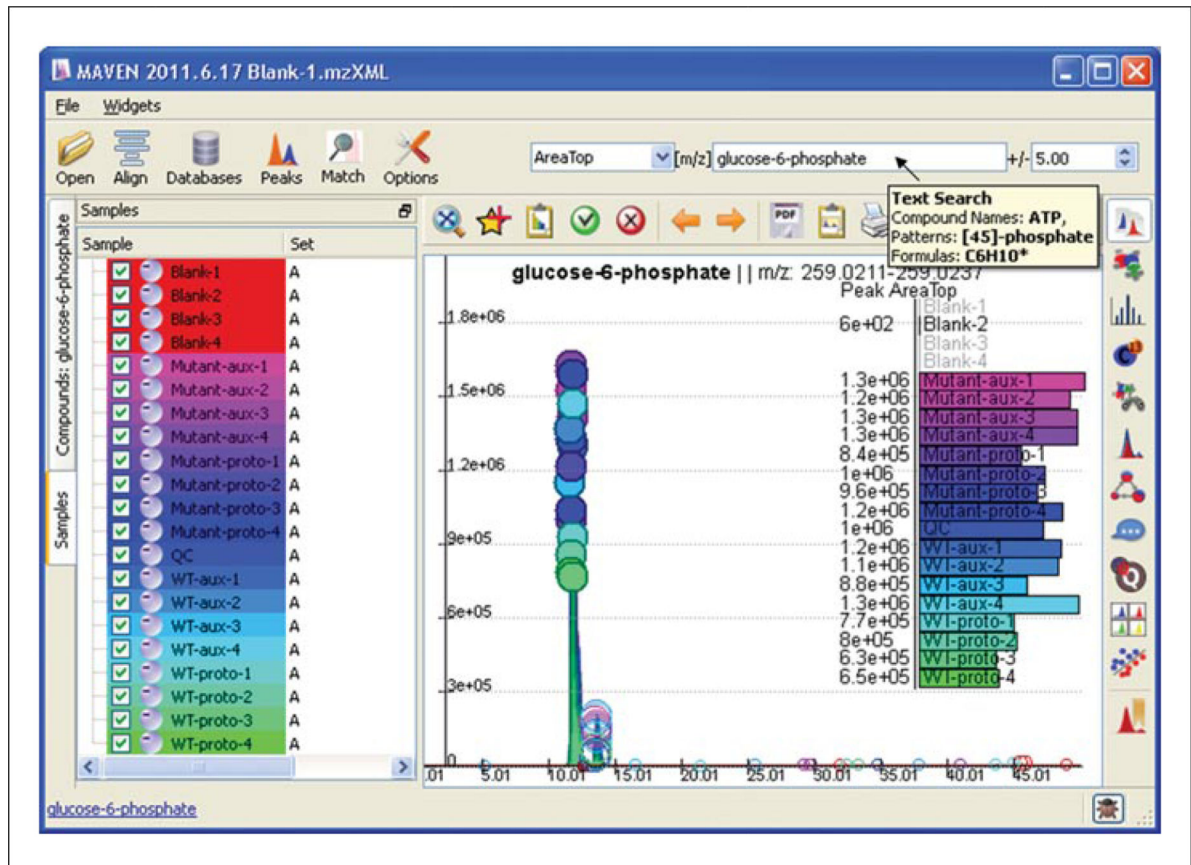 MAVEN 2011.6.17 Blank-1.mzXML
File Widgets
Open Align Databases Peaks Match Options
AreaTop [m/z] glucose-6-phosphate +/- 5.00
Text Search
Compound Names: ATP,
Patterns: [45]-phosphate
Formulas: C6H10*
Compounds: glucose-6-phosphate
Samples
Samples
Sample Set
Blank-1 A
Blank-2 A
Blank-3 A
Blank-4 A
Mutant-aux-1 A
Mutant-aux-2 A
Mutant-aux-3 A
Mutant-aux-4 A
Mutant-proto-1 A
Mutant-proto-2 A
Mutant-proto-3 A
Mutant-proto-4 A
QC A
WT-aux-1 A
WT-aux-2 A
WT-aux-3 A
WT-aux-4 A
WT-proto-1 A
WT-proto-2 A
WT-proto-3 A
WT-proto-4 A
PDF
C13
Q
glucose-6-phosphate || m/z: 259.0211-259.0237
Peak AreaTop
Blank-1
6e+02 Blank-2
Blank-3
Blank-4
1.3e+06 Mutant-aux-1
1.2e+06 Mutant-aux-2
1.3e+06 Mutant-aux-3
1.3e+06 Mutant-aux-4
8.4e+05 Mutant-proto-1
1e+06 Mutant-proto-2
9.6e+05 Mutant-proto-3
1.2e+06 Mutant-proto-4
1e+06 QC
1.2e+06 WT-aux-1
1.1e+06 WT-aux-2
8.8e+05 WT-aux-3
1.3e+06 WT-aux-4
7.7e+05 WT-proto-1
8e+05 WT-proto-2
6.3e+05 WT-proto-3
6.5e+05 WT-proto-4
1.8e+06
1.5e+06
1.2e+06
9e+05
6e+05
3e+05
0
.01 5.01 10.01 15.01 20.01 25.01 30.01 35.01 40.01 45.01
glucose-6-phosphate